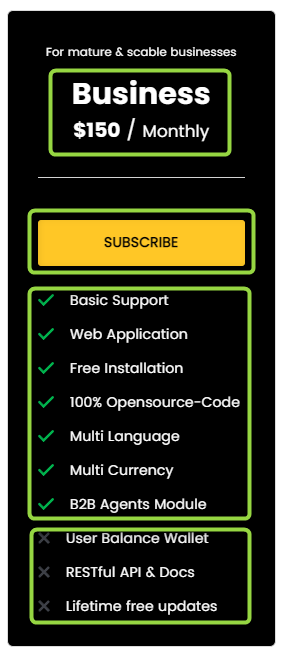 For mature & scable businesses
Business
$150 / Monthly
SUBSCRIBE
Basic Support
Web Application
Free Installation
100% Opensource-Code
Multi Language
Multi Currency
B2B Agents Module
User Balance Wallet
RESTful API & Docs
Lifetime free updates